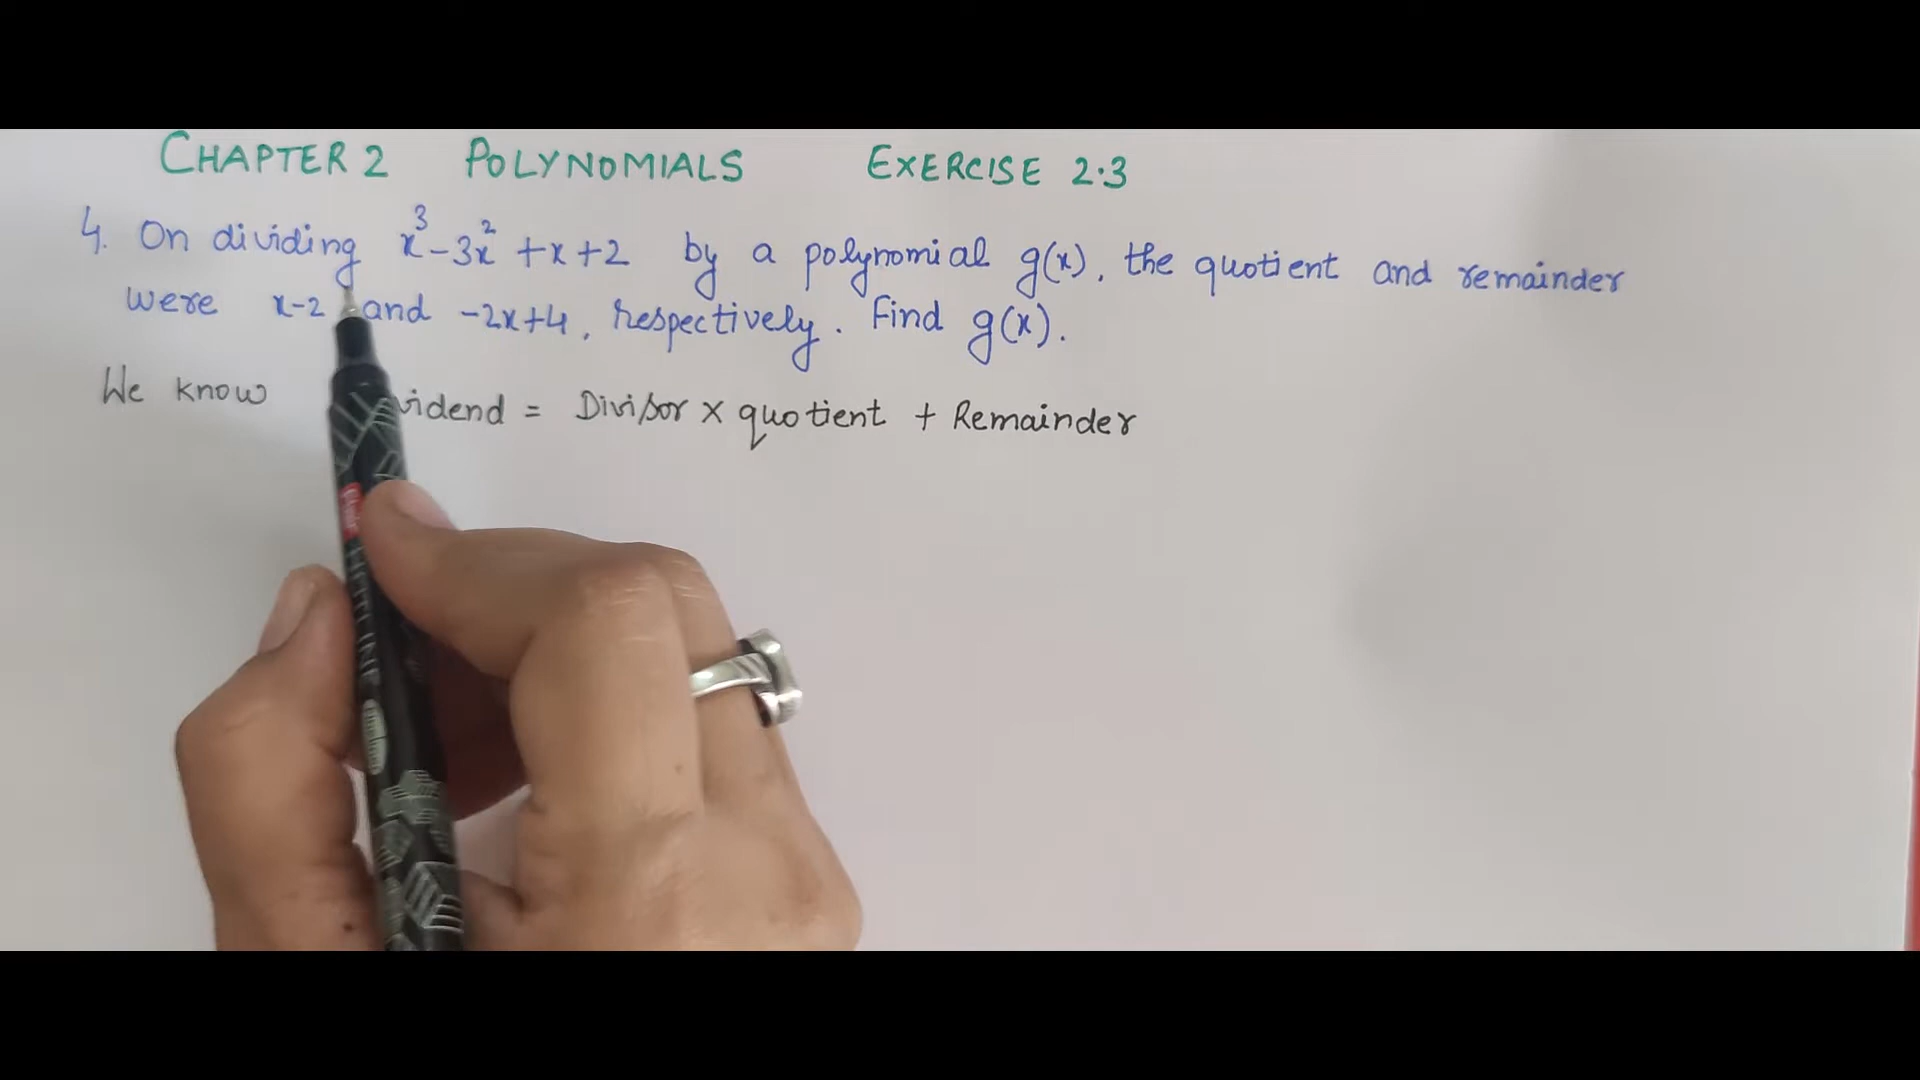 CHAPTER 2 POLYNOMIALS EXERCISE 2.3
4. On dividing x³-3x²+x+2 by a polynomial g(x), the quotient and remainder
were x-2 and -2x+4, respectively. Find g(x).
We know vidend = Divisor × quotient + Remainder